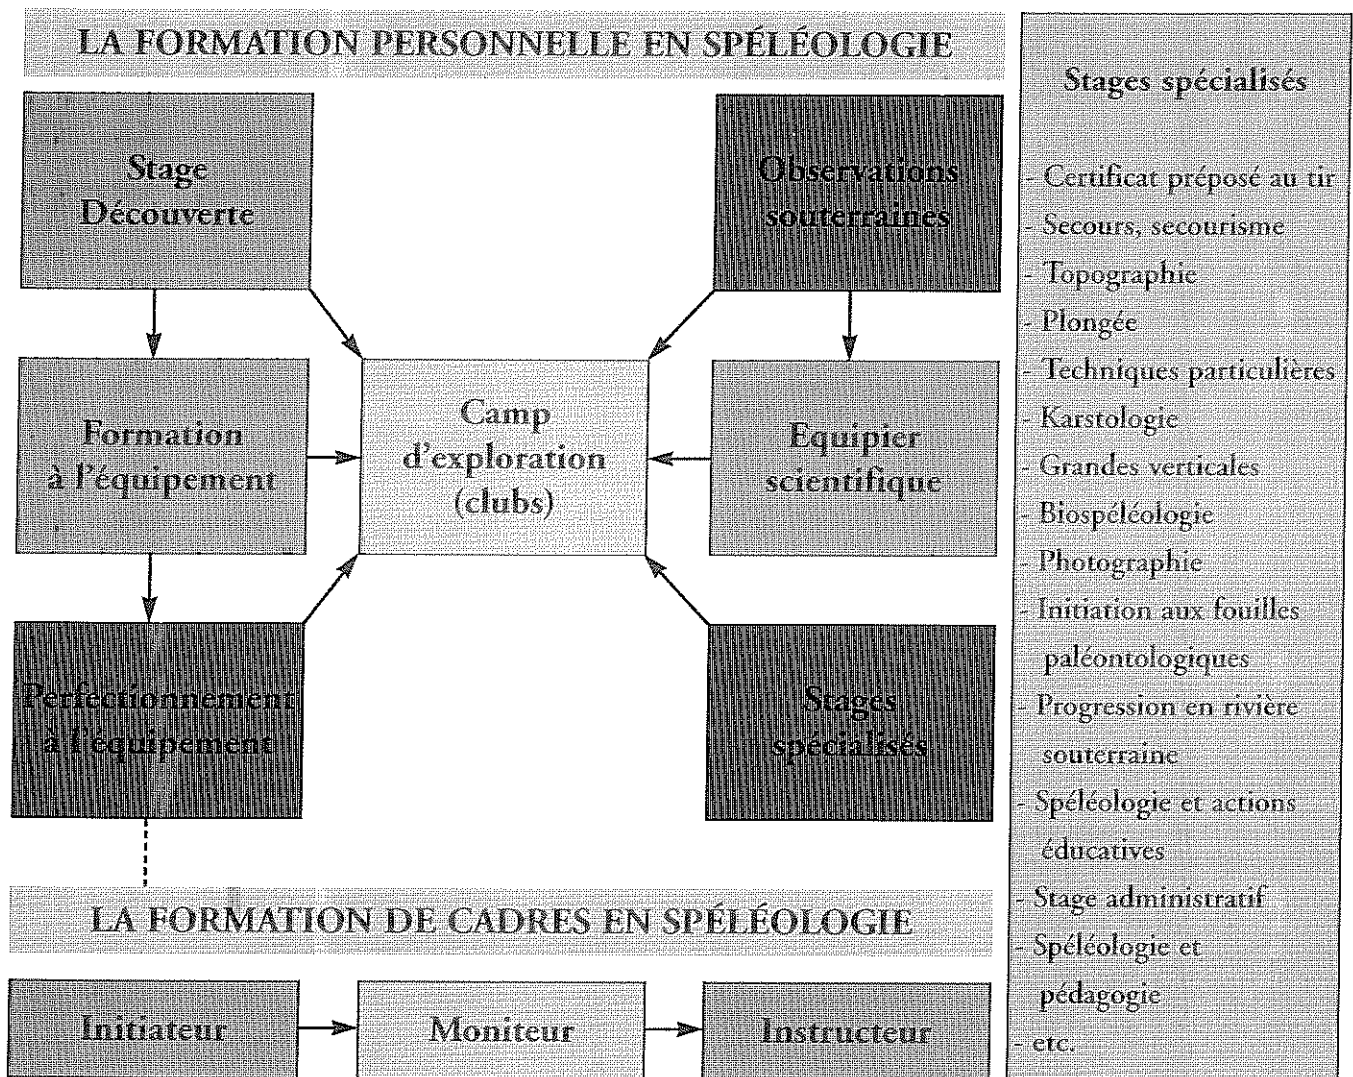 LA FORMATION PERSONNELLE EN SPÉLÉOLOGIE
Stage
Découverte
Observations
souterraines
Formation
à l'équipement
Camp
d'exploration
(clubs)
Equipier
scientifique
Perfectionnement
à l'équipement
Stages
spécialisés
LA FORMATION DE CADRES EN SPÉLÉOLOGIE
Initiateur
Moniteur
Instructeur
Stages spécialisés
- Certificat préposé au tir
- Secours, secourisme
- Topographie
- Plongée
- Techniques particulières
- Karstologie
- Grandes verticales
- Biospéléologie
- Photographie
- Initiation aux fouilles
paléontologiques
- Progression en rivière
souterraine
- Spéléologie et actions
éducatives
- Stage administratif
- Spéléologie et
pédagogie
- etc.